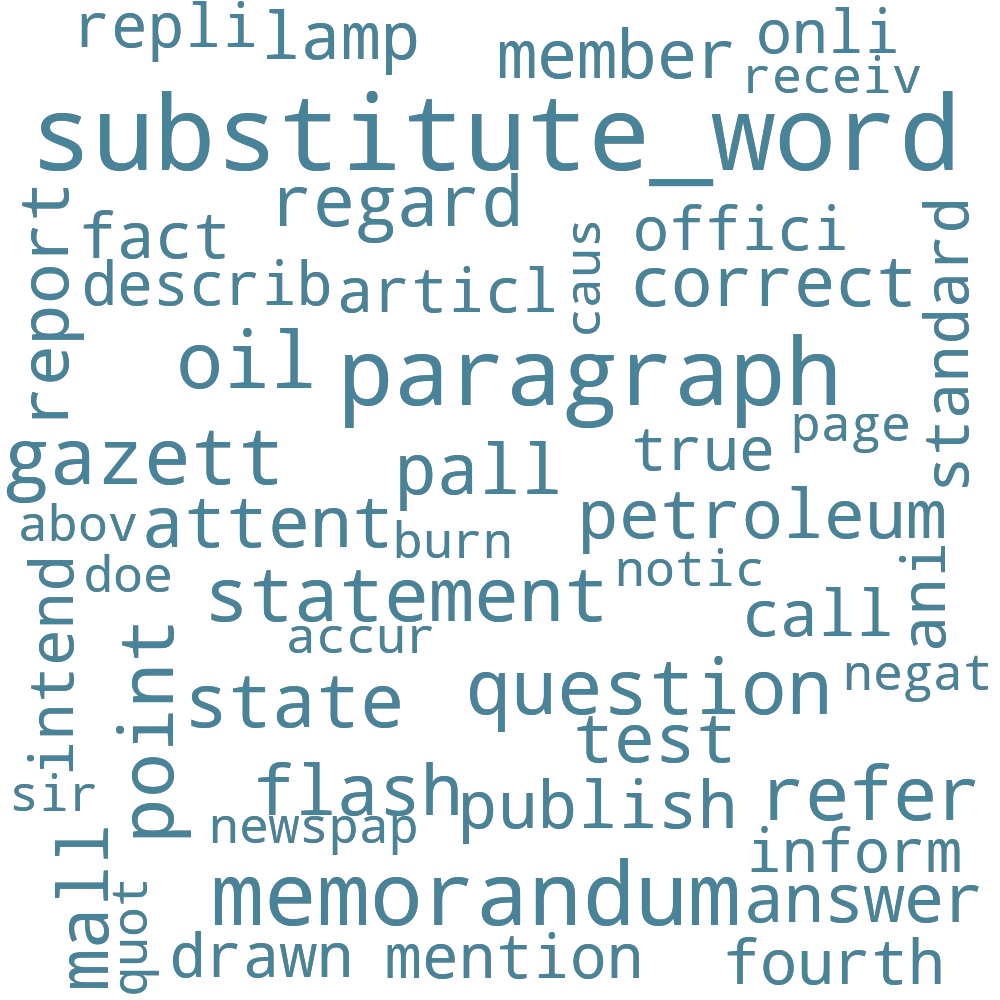 repli lamp member onli
receiv
substitute_word
regard
report fact offici standard
describ articl caus correct
oil paragraph
page
gazett pall true
abov attent burn petroleum
doe statement notic ani
intend accur call
point state question negat
test
sir flash publish refer
newspap inform
mall memorandum answer
quot drawn mention fourth